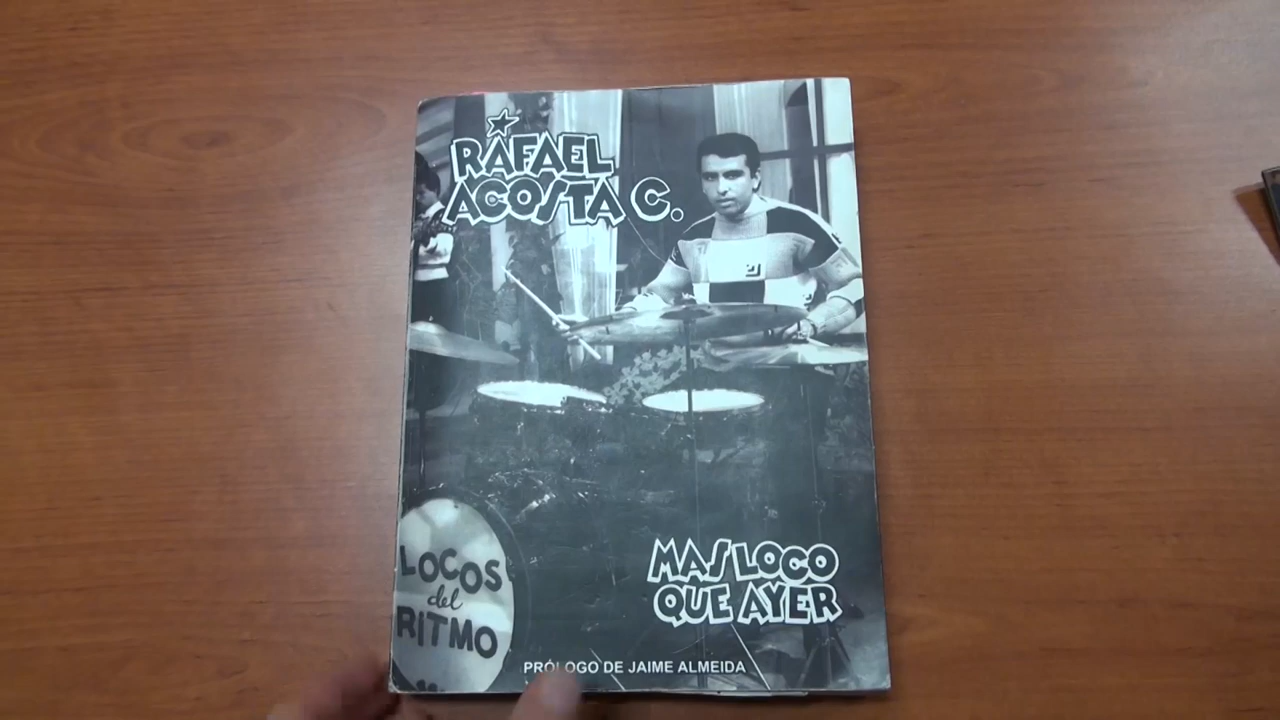 RAFAEL
ACOSTA C.
MAS LOCO
QUE AYER
LOCOS
del
RITMO
PRÓLOGO DE JAIME ALMEIDA